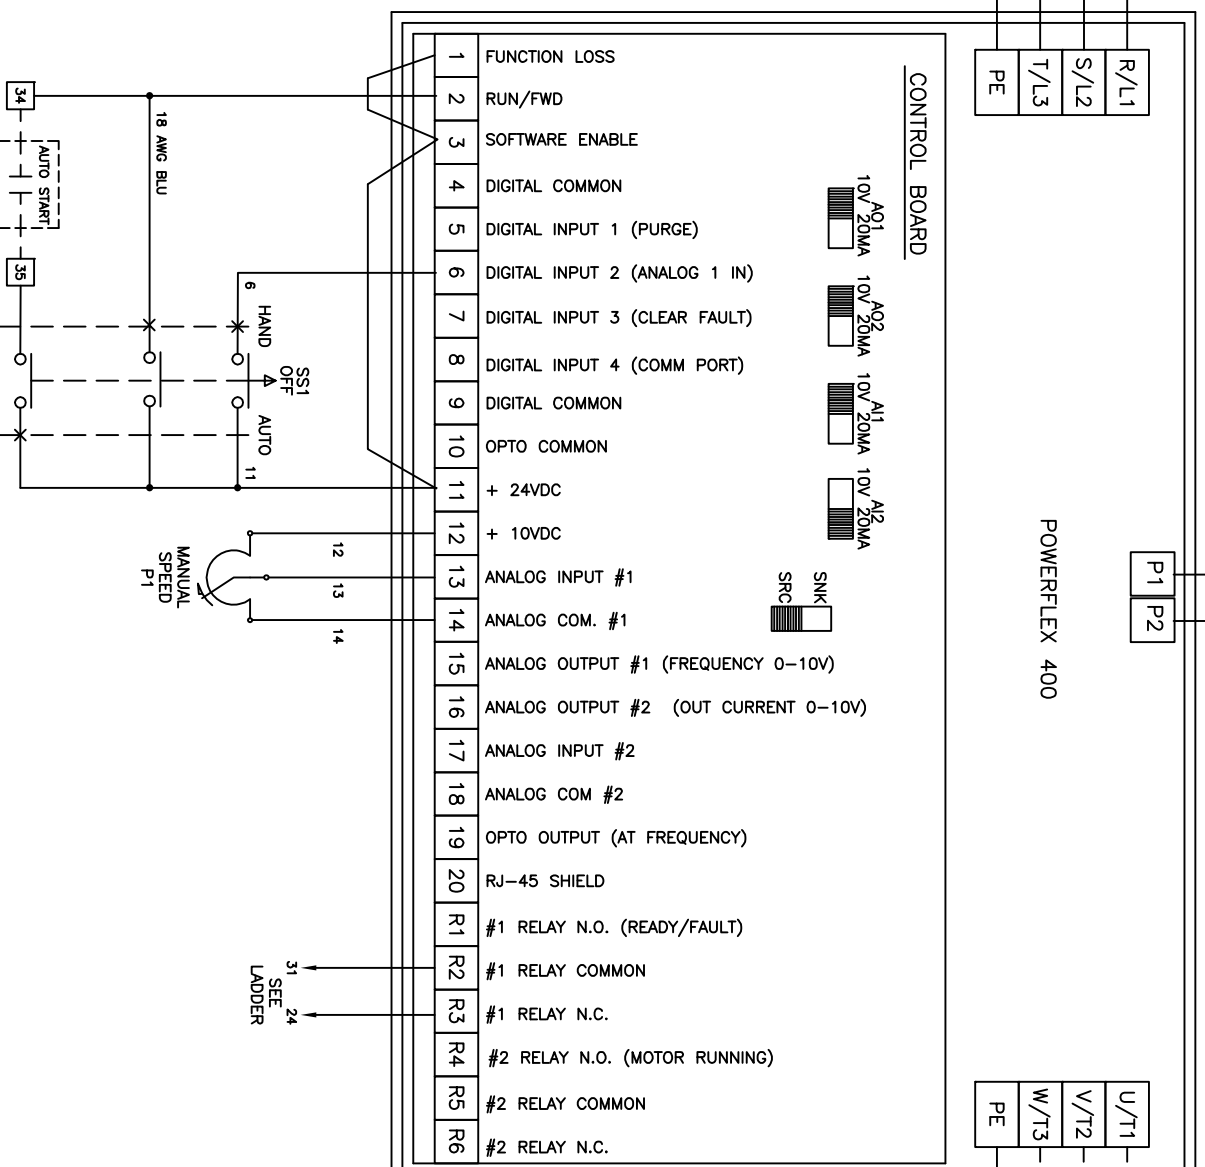 R/L1
S/L2
T/L3
PE
CONTROL BOARD
POWERFLEX 400
P1
P2
U/T1
V/T2
W/T3
PE
1 FUNCTION LOSS
2 RUN/FWD
3 SOFTWARE ENABLE
4 DIGITAL COMMON
5 DIGITAL INPUT 1 (PURGE)
6 DIGITAL INPUT 2 (ANALOG 1 IN)
7 DIGITAL INPUT 3 (CLEAR FAULT)
8 DIGITAL INPUT 4 (COMM PORT)
9 DIGITAL COMMON
10 OPTO COMMON
11 + 24VDC
12 + 10VDC
13 ANALOG INPUT #1
14 ANALOG COM. #1
15 ANALOG OUTPUT #1 (FREQUENCY 0-10V)
16 ANALOG OUTPUT #2 (OUT CURRENT 0-10V)
17 ANALOG INPUT #2
18 ANALOG COM #2
19 OPTO OUTPUT (AT FREQUENCY)
20 RJ-45 SHIELD
R1 #1 RELAY N.O. (READY/FAULT)
R2 #1 RELAY COMMON
R3 #1 RELAY N.C.
R4 #2 RELAY N.O. (MOTOR RUNNING)
R5 #2 RELAY COMMON
R6 #2 RELAY N.C.
AO1
10V 20MA
AO2
10V 20MA
AI1
10V 20MA
AI2
10V 20MA
SRC
SNK
34
AUTO START
35
18 AWG BLU
6
HAND
SS1
OFF
AUTO
11
12
13
14
MANUAL
SPEED
P1
31
24
SEE
LADDER